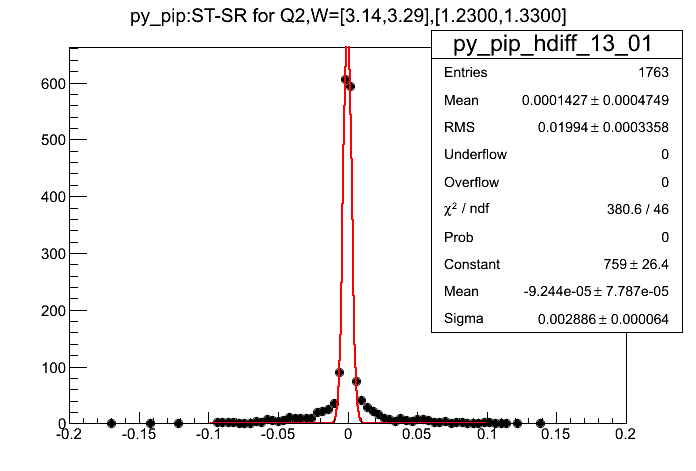 py_pip:ST-SR for Q2,W=[3.14,3.29],[1.2300,1.3300]
py_pip_hdiff_13_01
Entries 1763
Mean 0.0001427 ± 0.0004749
RMS 0.01994 ± 0.0003358
Underflow 0
Overflow 0
χ² / ndf 380.6 / 46
Prob 0
Constant 759 ± 26.4
Mean -9.244e-05 ± 7.787e-05
Sigma 0.002886 ± 0.000064
600
500
400
300
200
100
0
-0.2 -0.15 -0.1 -0.05 0 0.05 0.1 0.15 0.2